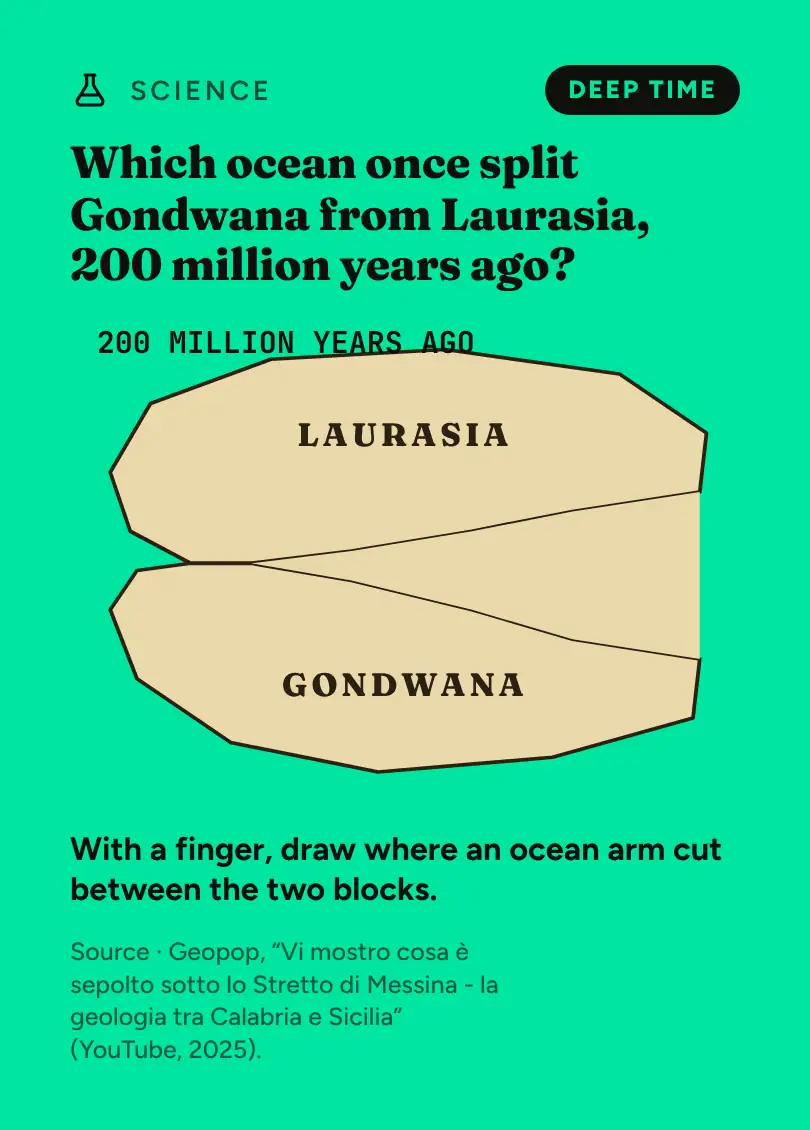 SCIENCE
DEEP TIME
Which ocean once split
Gondwana from Laurasia,
200 million years ago?
200 MILLION YEARS AGO
LAURASIA
GONDWANA
With a finger, draw where an ocean arm cut
between the two blocks.
Source · Geopop, “Vi mostro cosa è
sepolto sotto lo Stretto di Messina - la
geologia tra Calabria e Sicilia”
(YouTube, 2025).